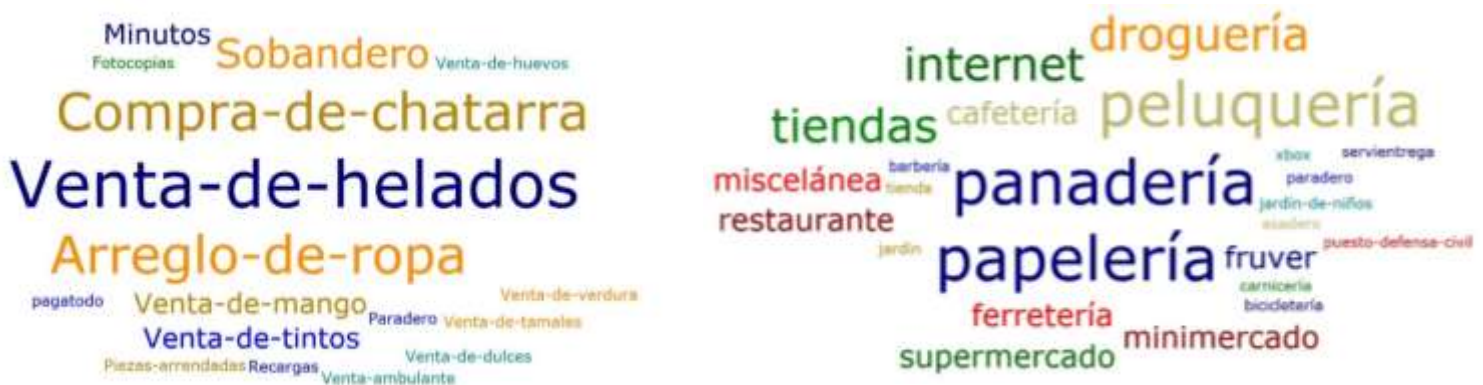 Minutos
Sobandero
Fotocopias
Venta-de-huevos
Compra-de-chatarra
Venta-de-helados
Arreglo-de-ropa
pagatodo
Venta-de-mango
Venta-de-verdura
Paradero
Venta-de-tamales
Venta-de-tintos
Venta-de-dulces
Piezas-arrendadas
Recargas
Venta-ambulante
droguería
internet
peluquería
cafetería
tiendas
xbox
servientrega
barbería
panadería
paradero
miscelánea
tienda
jardín-de-niños
restaurante
asadero
puesto-defensa-civil
jardín
papelería
fruver
carnicería
bicicletería
ferretería
minimercado
supermercado